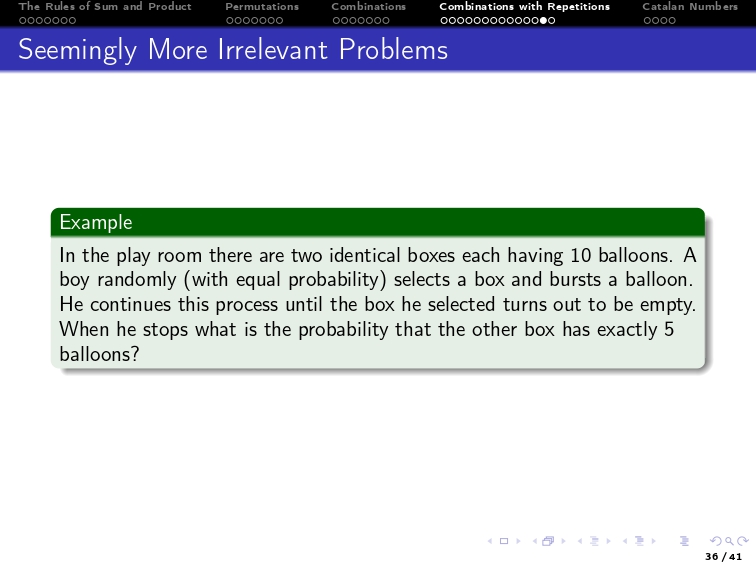 The Rules of Sum and Product Permutations Combinations Combinations with Repetitions Catalan Numbers
Seemingly More Irrelevant Problems
Example
In the play room there are two identical boxes each having 10 balloons. A
boy randomly (with equal probability) selects a box and bursts a balloon.
He continues this process until the box he selected turns out to be empty.
When he stops what is the probability that the other box has exactly 5
balloons?
36 / 41